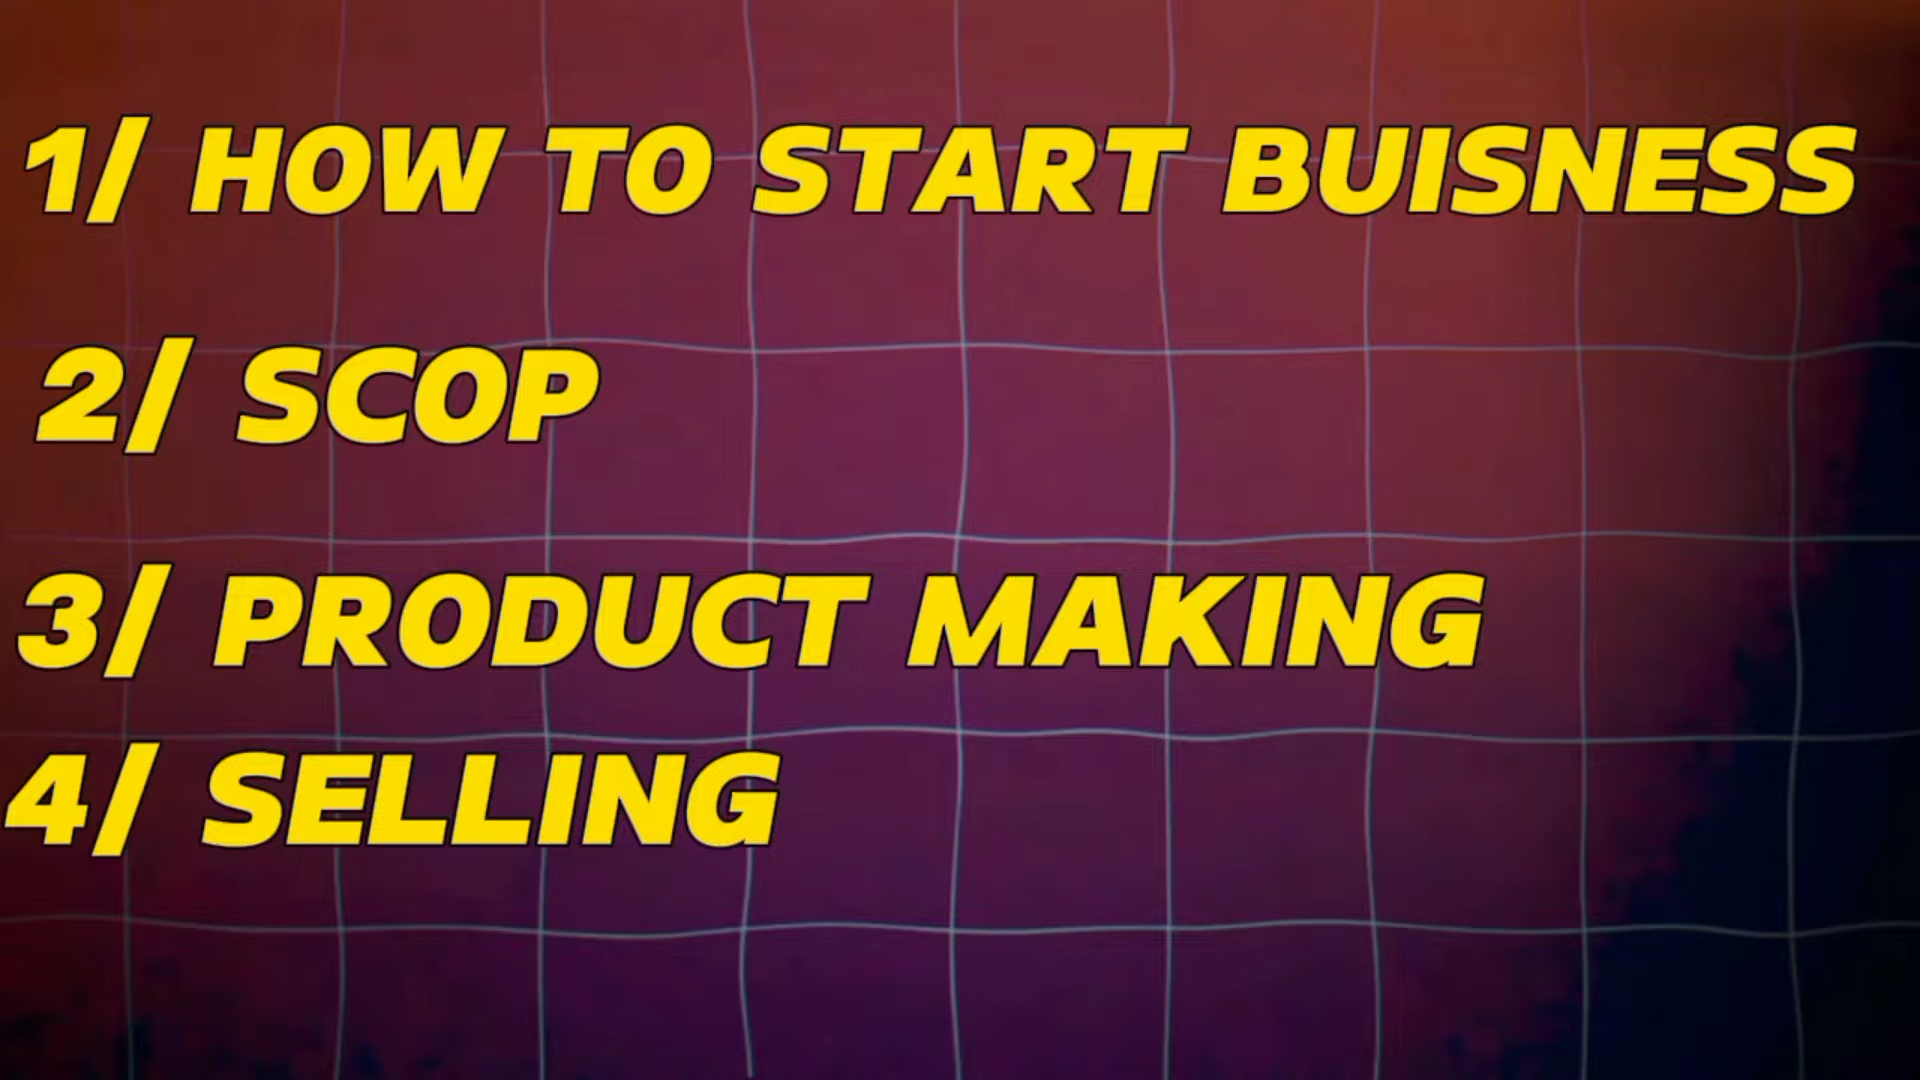 1/ HOW TO START BUISNESS
2/ SCOP
3/ PRODUCT MAKING
4/ SELLING